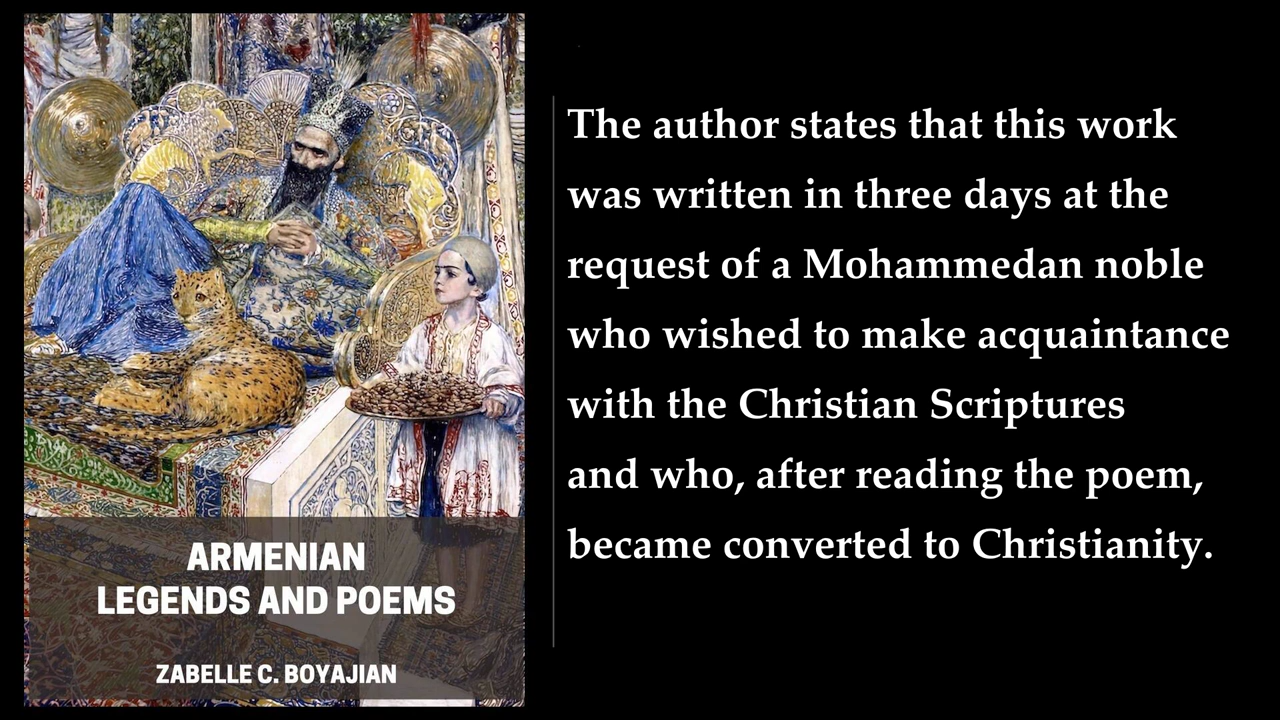 ARMENIAN
LEGENDS AND POEMS
ZABELLE C. BOYAJIAN
The author states that this work
was written in three days at the
request of a Mohammedan noble
who wished to make acquaintance
with the Christian Scriptures
and who, after reading the poem,
became converted to Christianity.